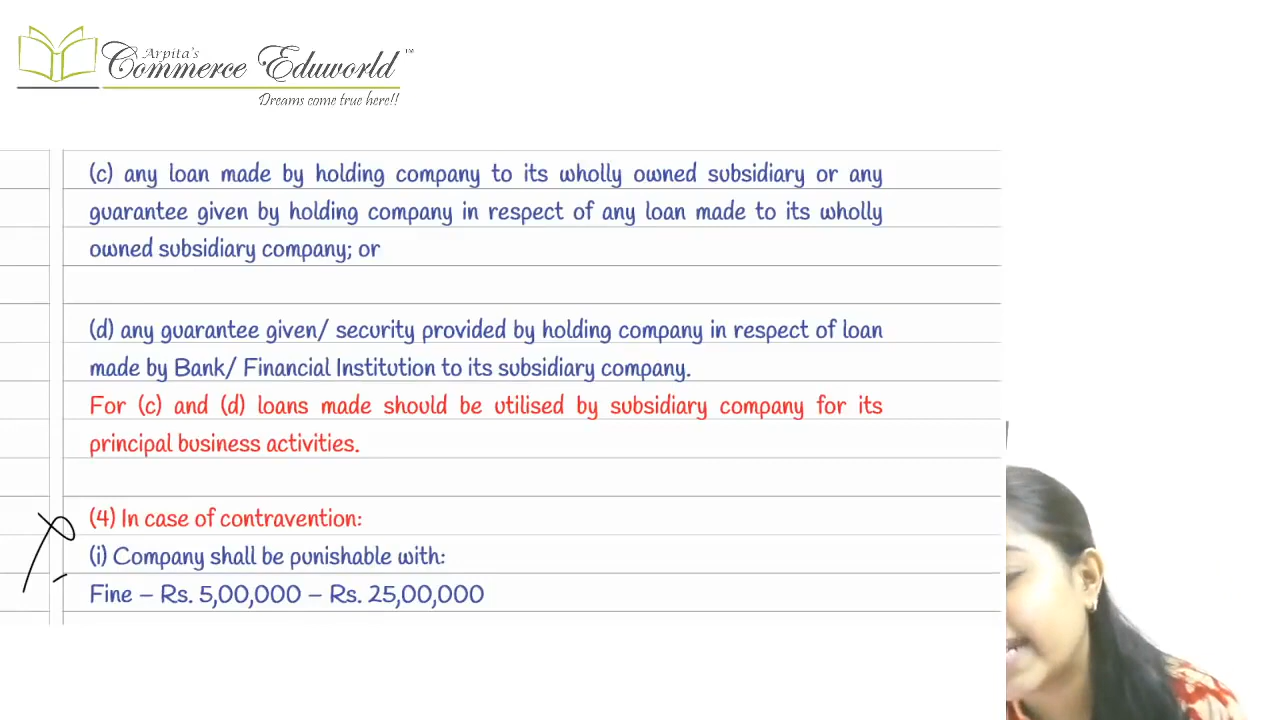 Arpita's
Commerce Eduworld™
Dreams come true here!!
(c) any loan made by holding company to its wholly owned subsidiary or any
guarantee given by holding company in respect of any loan made to its wholly
owned subsidiary company; or
(d) any guarantee given/ security provided by holding company in respect of loan
made by Bank/ Financial Institution to its subsidiary company.
For (c) and (d) loans made should be utilised by subsidiary company for its
principal business activities.
(4) In case of contravention:
(i) Company shall be punishable with:
Fine – Rs. 5,00,000 – Rs. 25,00,000